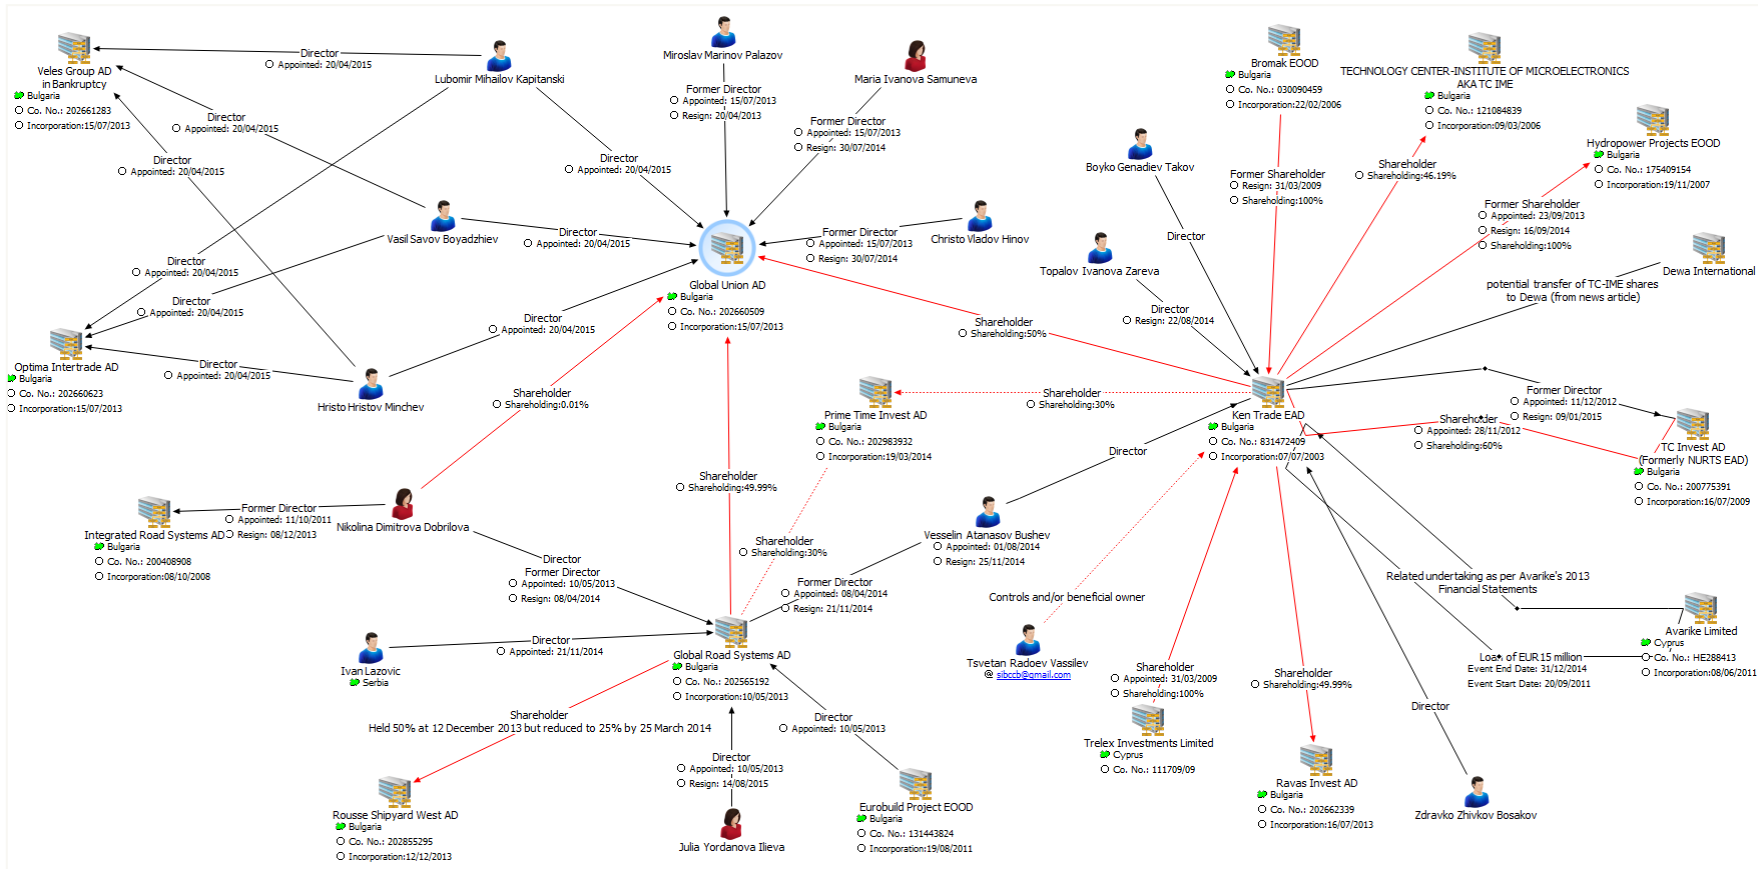 Veles Group AD
in Bankruptcy
Bulgaria
Co. No.: 202661283
Incorporation:15/07/2013
Director
Appointed: 20/04/2015
Lubomir Mihailov Kapitanski
Miroslav Marinov Palazov
Former Director
Appointed: 15/07/2013
Resign: 20/04/2013
Maria Ivanova Samuneva
Former Director
Appointed: 15/07/2013
Resign: 30/07/2014
Bromak EOOD
Bulgaria
Co. No.: 030090459
Incorporation:22/02/2006
TECHNOLOGY CENTER-INSTITUTE OF MICROELECTRONICS
AKA TC IME
Bulgaria
Co. No.: 121084839
Incorporation:09/03/2006
Hydropower Projects EOOD
Bulgaria
Co. No.: 175409154
Incorporation:19/11/2007
Director
Appointed: 20/04/2015
Director
Appointed: 20/04/2015
Director
Appointed: 20/04/2015
Boyko Genadiev Takov
Former Shareholder
Resign: 31/03/2009
Shareholding:100%
Shareholder
Shareholding:46.19%
Former Shareholder
Appointed: 23/09/2013
Resign: 16/09/2014
Shareholding:100%
Vasil Savov Boyadzhiev
Director
Appointed: 20/04/2015
Former Director
Appointed: 15/07/2013
Resign: 30/07/2014
Christo Vladov Hinov
Director
Topalov Ivanova Zareva
Dewa International
potential transfer of TC-IME shares
to Dewa (from news article)
Director
Appointed: 20/04/2015
Director
Appointed: 20/04/2015
Global Union AD
Bulgaria
Co. No.: 202660509
Incorporation:15/07/2013
Director
Resign: 22/08/2014
Director
Appointed: 20/04/2015
Shareholder
Shareholding:50%
Optima Intertrade AD
Bulgaria
Co. No.: 202660623
Incorporation:15/07/2013
Director
Appointed: 20/04/2015
Hristo Hristov Minchev
Shareholder
Shareholding:0.01%
Prime Time Invest AD
Bulgaria
Co. No.: 202983932
Incorporation:19/03/2014
Shareholder
Shareholding:30%
Ken Trade EAD
Bulgaria
Co. No.: 831472409
Incorporation:07/07/2003
Former Director
Appointed: 11/12/2012
Resign: 09/01/2015
Shareholder
Appointed: 28/11/2012
Shareholding:60%
TC Invest AD
(Formerly NURTS EAD)
Bulgaria
Co. No.: 200775391
Incorporation:16/07/2009
Director
Shareholder
Shareholding:49.99%
Integrated Road Systems AD
Bulgaria
Co. No.: 200408908
Incorporation:08/10/2008
Former Director
Appointed: 11/10/2011
Resign: 08/12/2013
Nikolina Dimitrova Dobrilova
Vesselin Atanasov Bushev
Appointed: 01/08/2014
Resign: 25/11/2014
Shareholder
Shareholding:30%
Director
Former Director
Appointed: 10/05/2013
Resign: 08/04/2014
Former Director
Appointed: 08/04/2014
Resign: 21/11/2014
Controls and/or beneficial owner
Related undertaking as per Avarike's 2013
Financial Statements
Avarike Limited
Cyprus
Co. No.: HE288413
Incorporation:08/06/2011
Ivan Lazovic
Serbia
Director
Appointed: 21/11/2014
Global Road Systems AD
Bulgaria
Co. No.: 202565192
Incorporation:10/05/2013
Tsvetan Radoev Vassilev
@ sibccb@gmail.com
Loan of EUR 15 million
Event End Date: 31/12/2014
Event Start Date: 20/09/2011
Shareholder
Appointed: 31/03/2009
Shareholding:100%
Shareholder
Shareholding:49.99%
Director
Shareholder
Held 50% at 12 December 2013 but reduced to 25% by 25 March 2014
Director
Appointed: 10/05/2013
Trelex Investments Limited
Cyprus
Co. No.: 111709/09
Director
Appointed: 10/05/2013
Resign: 14/08/2015
Ravas Invest AD
Bulgaria
Co. No.: 202662339
Incorporation:16/07/2013
Zdravko Zhivkov Bosakov
Rousse Shipyard West AD
Bulgaria
Co. No.: 202855295
Incorporation:12/12/2013
Julia Yordanova Ilieva
Eurobuild Project EOOD
Bulgaria
Co. No.: 131443824
Incorporation:19/08/2011